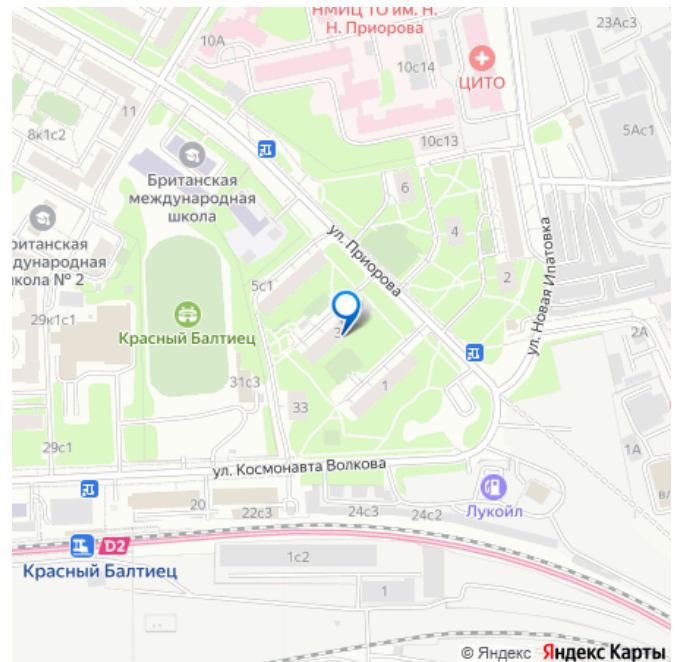 НМИЦ ТО им. Н.
Н. Приорова
23Ас3
10А
10с14
ЦИТО
11
5Ас1
8к1с2
10с13
Британская
международная
школа
6
4
ул. Приорова
2
ританская
дународная
кола № 2
5с1
ул. Новая Ипатовка
29к1с1
Красный Балтиец
3
2А
31с3
1
33
29с1
1А
ул. Космонавта Волкова
Лукойл
20
22с3
24с3
24с2
D2
1с2
Красный Балтиец
1
© Яндекс Яндекс Карты